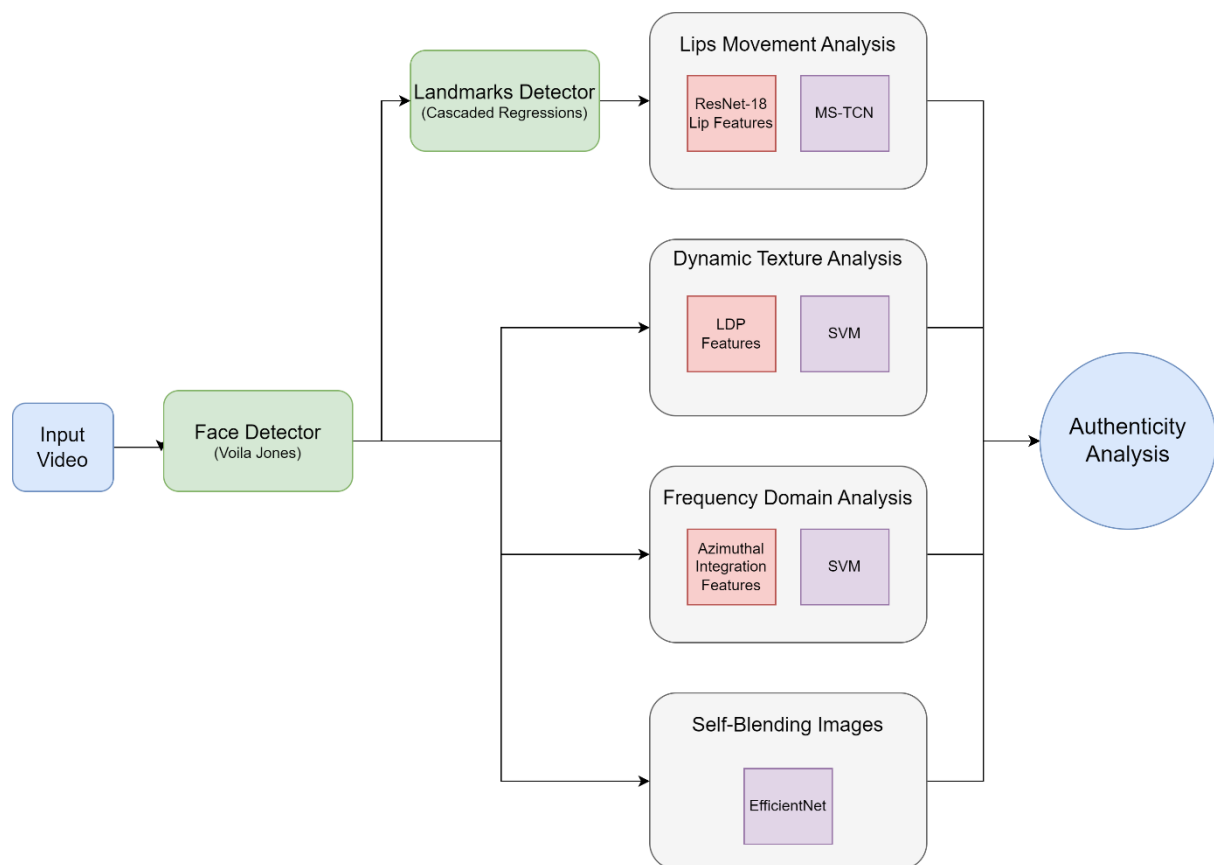 Lips Movement Analysis
ResNet-18
Lip Features
MS-TCN
Landmarks Detector
(Cascaded Regressions)
Dynamic Texture Analysis
LDP
Features
SVM
Input
Video
Face Detector
(Voila Jones)
Authenticity
Analysis
Frequency Domain Analysis
Azimuthal
Integration
Features
SVM
Self-Blending Images
EfficientNet